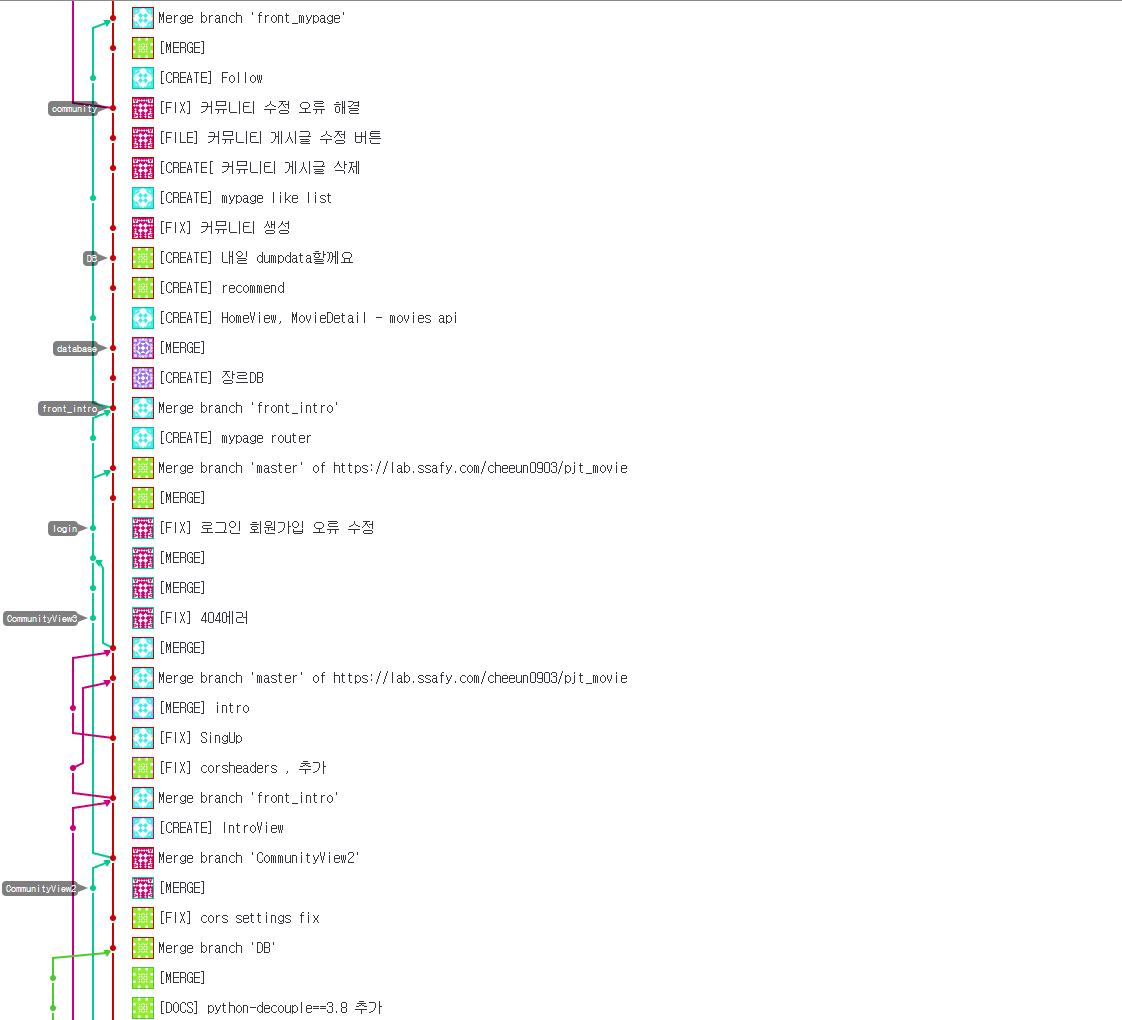 Merge branch 'front_mypage'
[MERGE]
[CREATE] Follow
community
[FIX] 커뮤니티 수정 오류 해결
[FILE] 커뮤니티 게시글 수정 버튼
[CREATE[ 커뮤니티 게시글 삭제
[CREATE] mypage like list
[FIX] 커뮤니티 생성
DB
[CREATE] 내일 dumpdata할께요
[CREATE] recommend
[CREATE] HomeView, MovieDetail - movies api
database
[MERGE]
[CREATE] 장르DB
front_intro
Merge branch 'front_intro'
[CREATE] mypage router
Merge branch 'master' of https://lab.ssafy.com/cheeun0903/pjt_movie
[MERGE]
login
[FIX] 로그인 회원가입 오류 수정
[MERGE]
[MERGE]
CommunityView3
[FIX] 404에러
[MERGE]
Merge branch 'master' of https://lab.ssafy.com/cheeun0903/pjt_movie
[MERGE] intro
[FIX] SingUp
[FIX] corsheaders , 추가
Merge branch 'front_intro'
[CREATE] IntroView
Merge branch 'CommunityView2'
CommunityView2
[MERGE]
[FIX] cors settings fix
Merge branch 'DB'
[MERGE]
[DOCS] python-decouple==3.8 추가